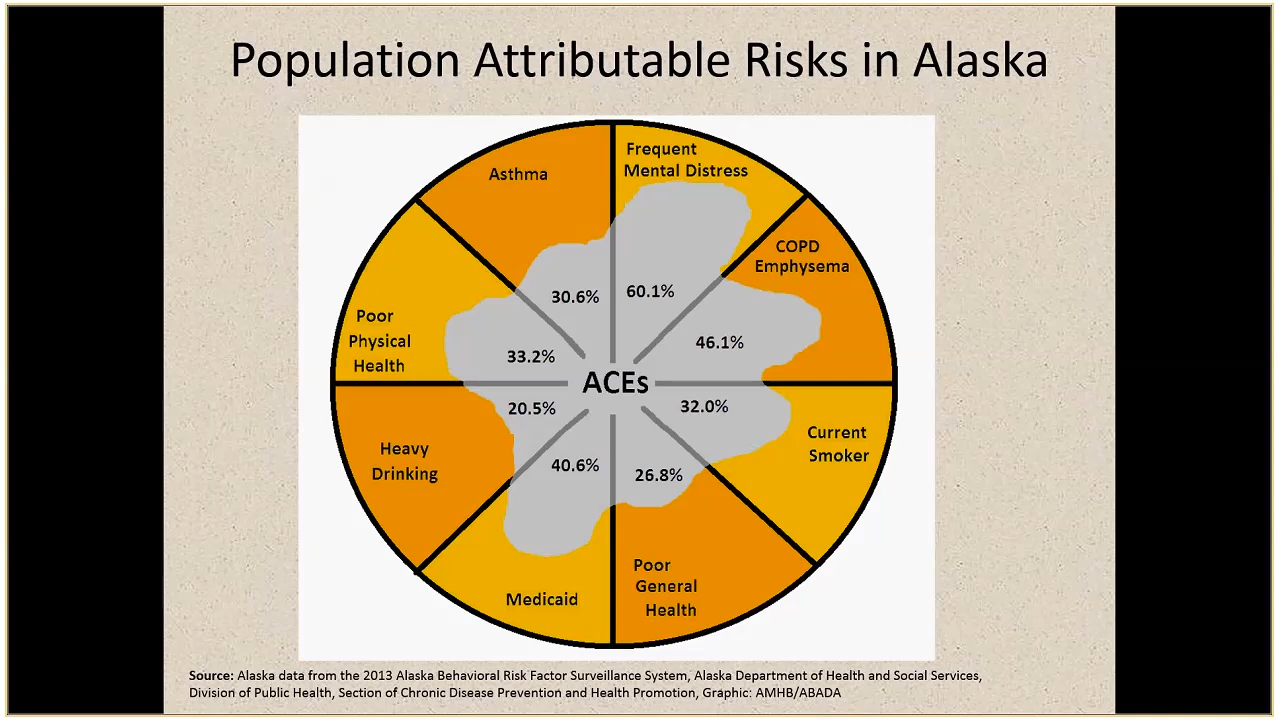 Population Attributable Risks in Alaska
Asthma
Frequent
Mental Distress
COPD
Emphysema
Poor
Physical
Health
30.6%
60.1%
33.2%
46.1%
ACEs
20.5%
32.0%
Heavy
Drinking
40.6%
26.8%
Current
Smoker
Medicaid
Poor
General
Health
Source: Alaska data from the 2013 Alaska Behavioral Risk Factor Surveillance System, Alaska Department of Health and Social Services,
Division of Public Health, Section of Chronic Disease Prevention and Health Promotion, Graphic: AMHB/ABADA